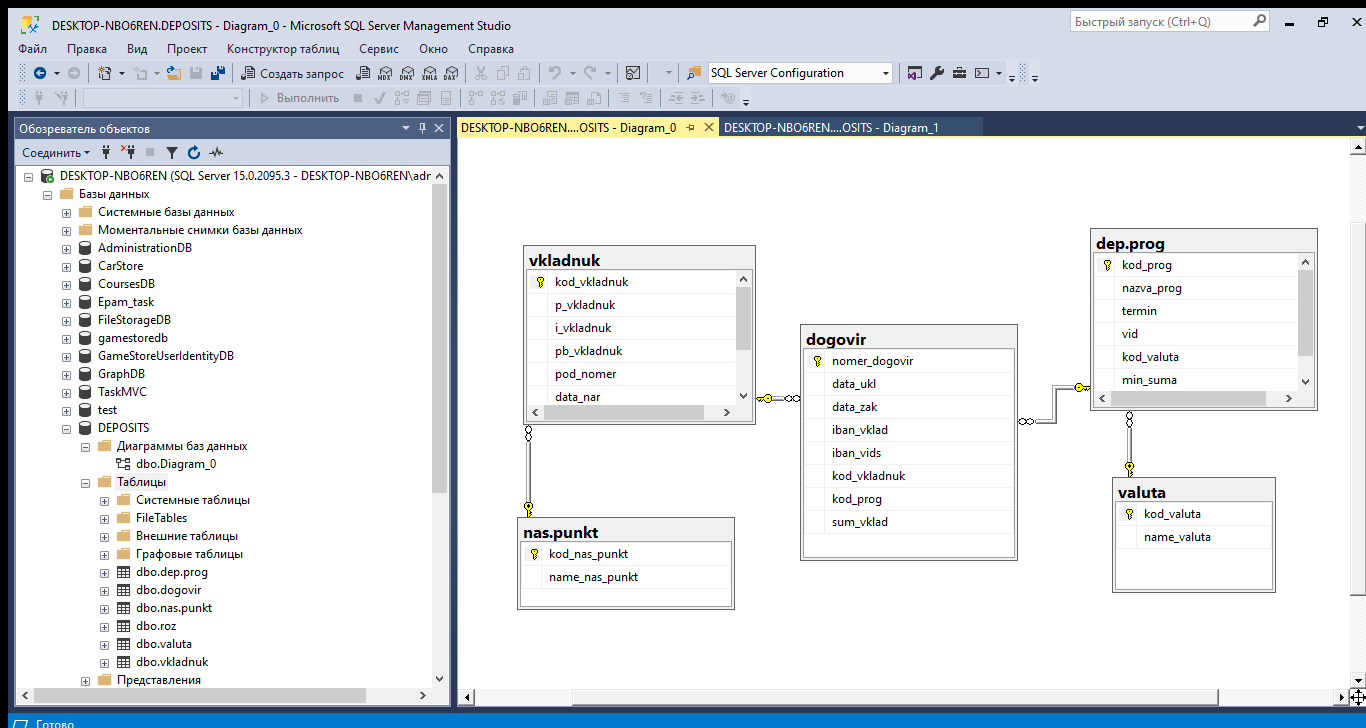 DESKTOP-NBO6REN.DEPOSITS - Diagram_0 - Microsoft SQL Server Management Studio
Быстрый запуск (Ctrl+Q)
Файл Правка Вид Проект Конструктор таблиц Сервис Окно Справка
Создать запрос MDX DMX XMLA DAX SQL Server Configuration
Выполнить
Обозреватель объектов
Соединить
DESKTOP-NBO6REN (SQL Server 15.0.2095.3 - DESKTOP-NBO6REN\adm
Базы данных
Системные базы данных
Моментальные снимки базы данных
AdministrationDB
CarStore
CoursesDB
Epam_task
FileStorageDB
gamestoredb
GameStoreUserIdentityDB
GraphDB
TaskMVC
test
DEPOSITS
Диаграммы баз данных
dbo.Diagram_0
Таблицы
Системные таблицы
FileTables
Внешние таблицы
Графовые таблицы
dbo.dep.prog
dbo.dogovir
dbo.nas.punkt
dbo.roz
dbo.valuta
dbo.vkladnuk
Представления
DESKTOP-NBO6REN....OSITS - Diagram_0
DESKTOP-NBO6REN....OSITS - Diagram_1
vkladnuk
kod_vkladnuk
p_vkladnuk
i_vkladnuk
pb_vkladnuk
pod_nomer
data_nar
nas.punkt
kod_nas_punkt
name_nas_punkt
dogovir
nomer_dogovir
data_ukl
data_zak
iban_vklad
iban_vids
kod_vkladnuk
kod_prog
sum_vklad
dep.prog
kod_prog
nazva_prog
termin
vid
kod_valuta
min_suma
valuta
kod_valuta
name_valuta
Готово